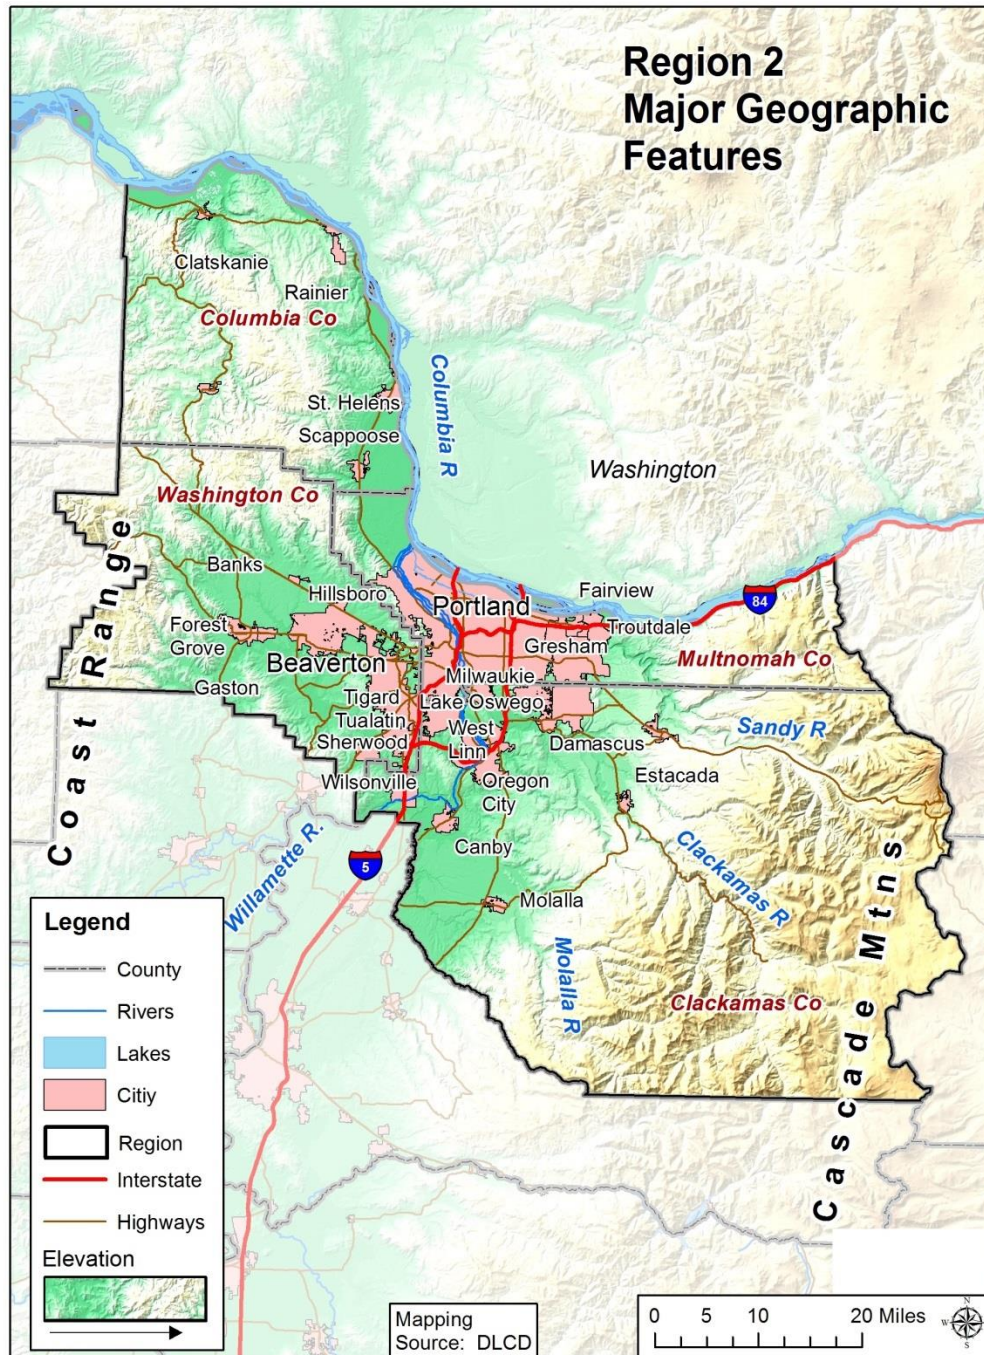 Region 2
Major Geographic
Features
Clatskanie
Rainier
Columbia Co
St. Helens
Scappoose
Columbia R
Washington
Washington Co
Coast Range
Banks
Hillsboro
Portland
Fairview
84
Forest
Grove
Beaverton
Troutdale
Gresham
Multnomah Co
Milwaukie
Gaston
Tigard
Lake Oswego
Tualatin
West
Linn
Sandy R
Sherwood
Damascus
Wilsonville
Oregon
City
Estacada
Canby
Clackamas R
Willamette R.
5
Molalla
Molalla R
Clackamas Co
Cascade Mtns
Legend
County
Rivers
Lakes
Citiy
Region
Interstate
Highways
Elevation
Mapping
Source: DLCD
0 5 10 20 Miles
N
W E
S